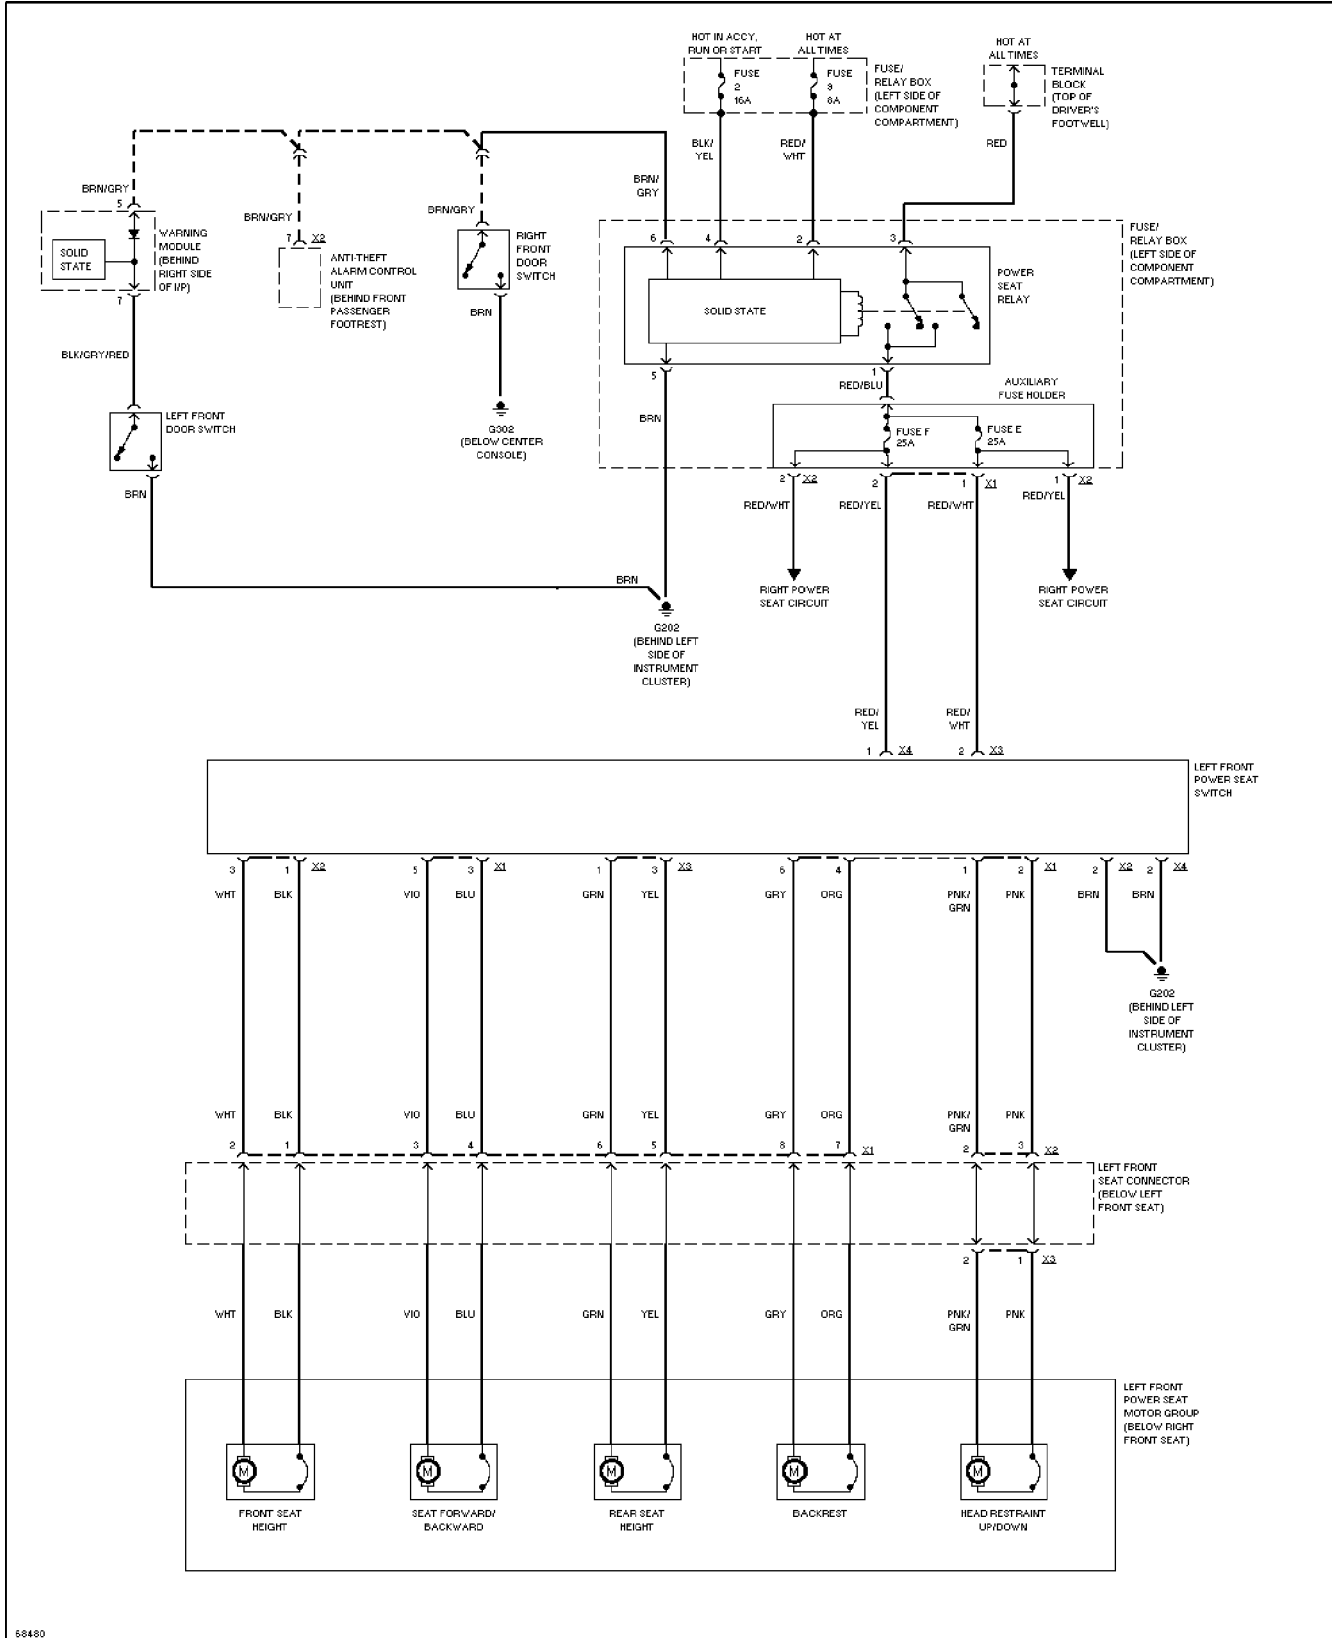 HOT IN ACCY,
RUN OR START
HOT AT
ALL TIMES
HOT AT
ALL TIMES
FUSE
2
16A
FUSE
9
8A
FUSE/
RELAY BOX
(LEFT SIDE OF
COMPONENT
COMPARTMENT)
TERMINAL
BLOCK
(TOP OF
DRIVER'S
FOOTWELL)
BLK/
YEL
RED/
WHT
RED
BRN/GRY
BRN/GRY
BRN/GRY
BRN/
GRY
5
7 X2
6 4 2 3
WARNING
MODULE
(BEHIND
RIGHT SIDE
OF I/P)
SOLID
STATE
7
ANTI-THEFT
ALARM CONTROL
UNIT
(BEHIND FRONT
PASSENGER
FOOTREST)
RIGHT
FRONT
DOOR
SWITCH
BRN
FUSE/
RELAY BOX
(LEFT SIDE OF
COMPONENT
COMPARTMENT)
POWER
SEAT
RELAY
SOLID STATE
BLK/GRY/RED
5 1
RED/BLU
AUXILIARY
FUSE HOLDER
LEFT FRONT
DOOR SWITCH
G302
(BELOW CENTER
CONSOLE)
BRN
FUSE F
25A
FUSE E
25A
BRN
2 X2 2 1 X1 1 X2
RED/WHT RED/YEL RED/WHT RED/YEL
BRN
RIGHT POWER
SEAT CIRCUIT
RIGHT POWER
SEAT CIRCUIT
G202
(BEHIND LEFT
SIDE OF
INSTRUMENT
CLUSTER)
RED/
YEL
RED/
WHT
1 X4 2 X3
LEFT FRONT
POWER SEAT
SWITCH
3 1 X2 5 3 X1 1 3 X3 6 4 1 2 X1 2 X2 2 X4
WHT BLK VIO BLU GRN YEL GRY ORG PNK/
GRN PNK BRN BRN
G202
(BEHIND LEFT
SIDE OF
INSTRUMENT
CLUSTER)
WHT BLK VIO BLU GRN YEL GRY ORG PNK/
GRN PNK
2 1 3 4 6 5 8 7 X1 2 3 X2
LEFT FRONT
SEAT CONNECTOR
(BELOW LEFT
FRONT SEAT)
2 1 X3
WHT BLK VIO BLU GRN YEL GRY ORG PNK/
GRN PNK
LEFT FRONT
POWER SEAT
MOTOR GROUP
(BELOW RIGHT
FRONT SEAT)
M M M M M
FRONT SEAT
HEIGHT
SEAT FORWARD/
BACKWARD
REAR SEAT
HEIGHT
BACKREST
HEAD RESTRAINT
UP/DOWN
68480